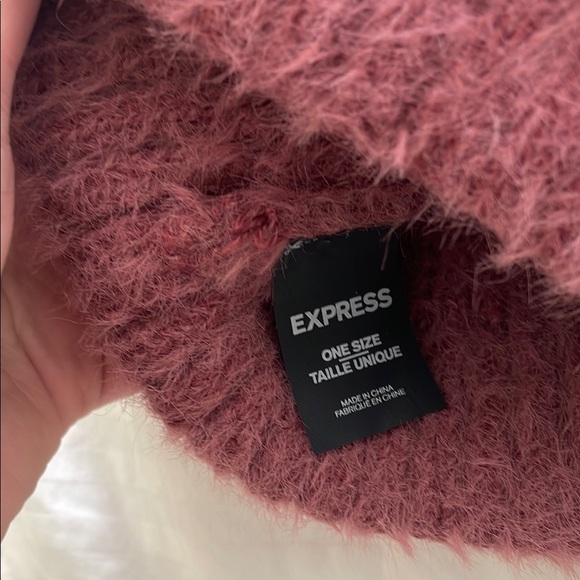 EXPRESS
ONE SIZE
TAILLE UNIQUE
MADE IN CHINA
FABRIQUÉ EN CHINE